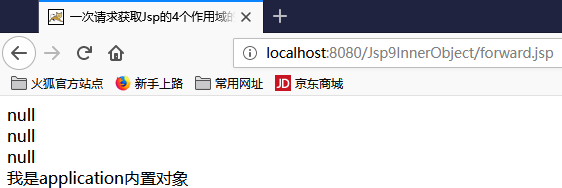 一次请求获取Jsp的4个作用域的
localhost:8080/Jsp9InnerObject/forward.jsp
火狐官方站点 新手上路 常用网址 JD 京东商城
null
null
null
我是application内置对象